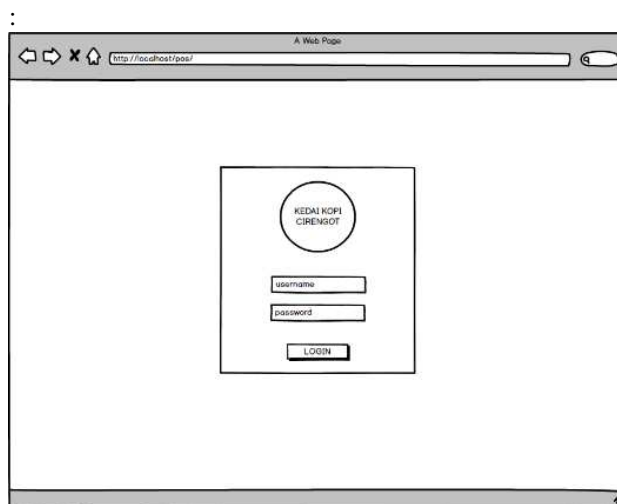 :
A Web Page
http://localhost/pos/
KEDAI KOPI
CIRENGOT
username
password
LOGIN